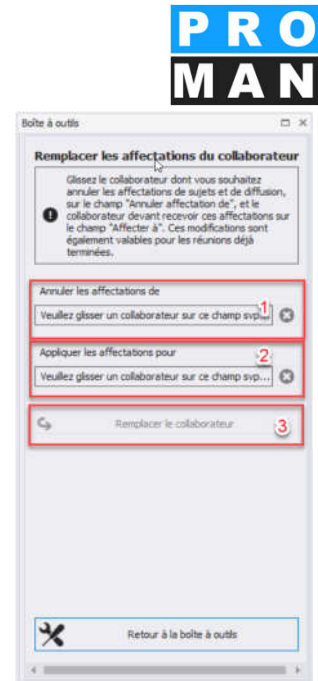 PRO
MAN
Boîte à outils
Remplacer les affectations du collaborateur
Glissez le collaborateur dont vous souhaitez
annuler les affectations de sujets et de diffusion,
sur le champ "Annuler affectation de", et le
collaborateur devant recevoir ces affectations sur
le champ "Affecter à". Ces modifications sont
également valables pour les réunions déjà
terminées.
Annuler les affectations de
1
Veuillez glisser un collaborateur sur ce champ svp...
Appliquer les affectations pour
2
Veuillez glisser un collaborateur sur ce champ svp...
Remplacer le collaborateur
3
Retour à la boîte à outils